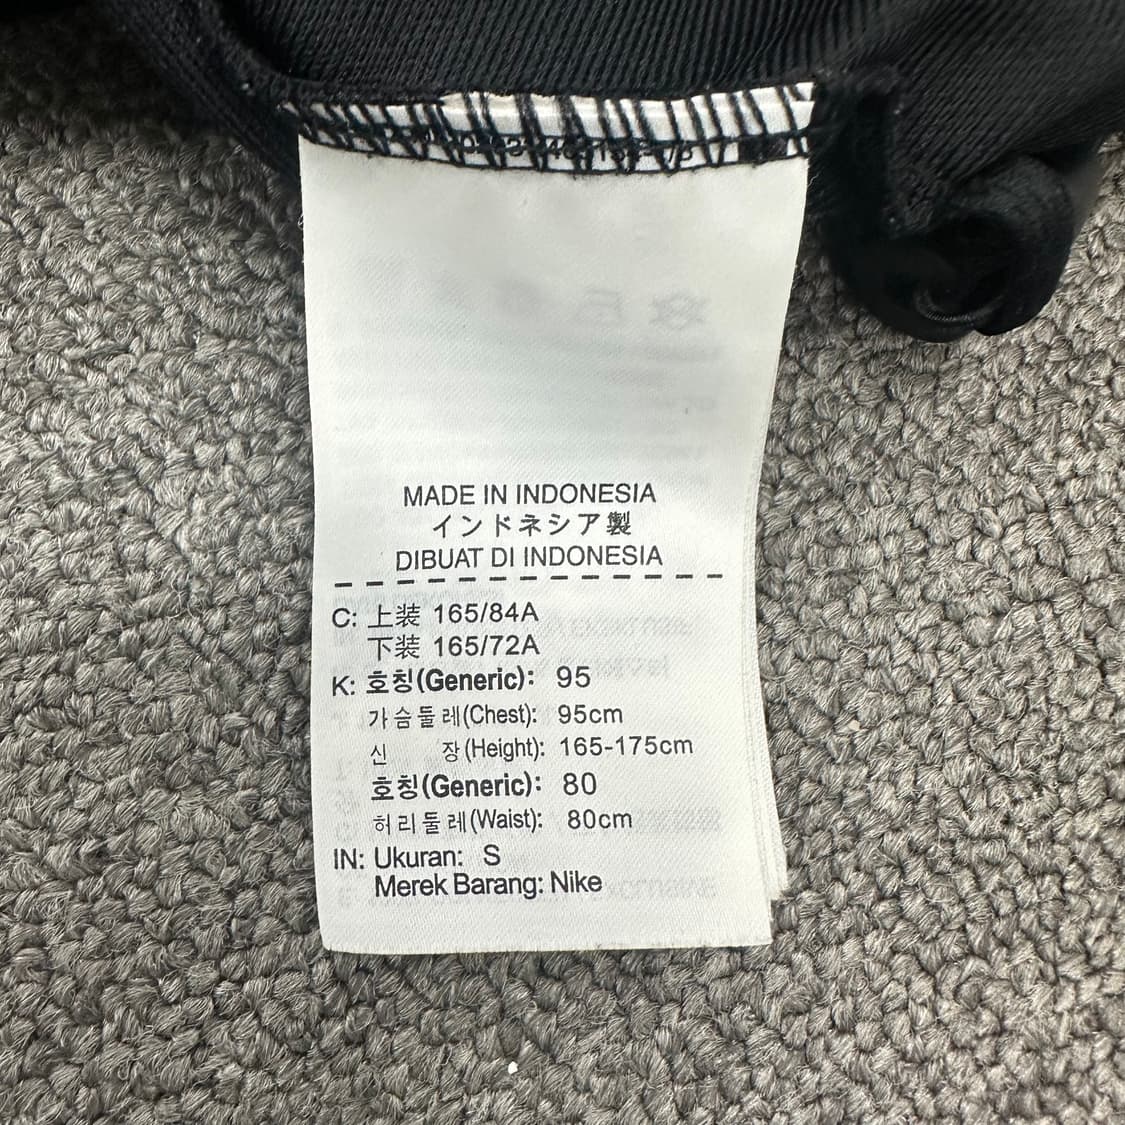 MADE IN INDONESIA
インドネシア製
DIBUAT DI INDONESIA
C: 上装 165/84A
下装 165/72A
K: 호칭(Generic): 95
가슴둘레(Chest): 95cm
신 장(Height): 165-175cm
호칭(Generic): 80
허리둘레(Waist): 80cm
IN: Ukuran: S
Merek Barang: Nike